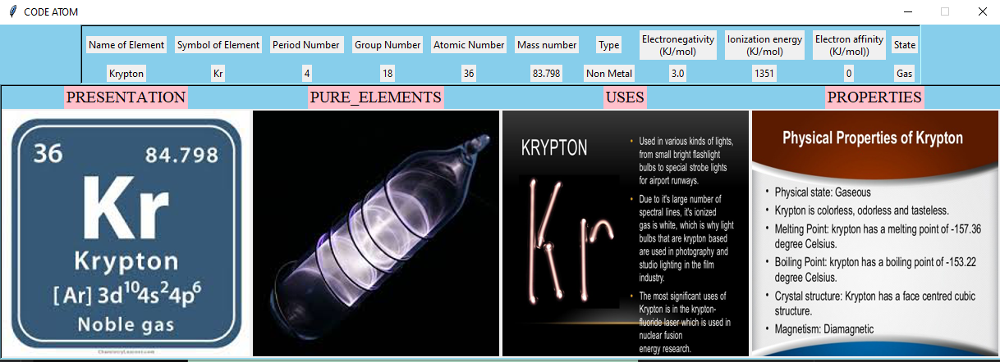 CODE ATOM
Name of Element Symbol of Element Period Number Group Number Atomic Number Mass number Type Electronegativity (KJ/mol) Ionization energy (KJ/mol) Electron affinity (KJ/mol)) State
Krypton Kr 4 18 36 83.798 Non Metal 3.0 1351 0 Gas
PRESENTATION PURE_ELEMENTS USES PROPERTIES
36 84.798
Kr
Krypton
[Ar] 3d¹⁰4s²4p⁶
Noble gas
ChemistryLearner.com
KRYPTON
Kr
• Used in various kinds of lights,
from small bright flashlight
bulbs to special strobe lights
for airport runways.
• Due to it's large number of
spectral lines, it's ionized
gas is white, which is why light
bulbs that are krypton based
are used in photography and
studio lighting in the film
industry.
• The most significant uses of
Krypton is in the krypton-
fluoride laser which is used in
nuclear fusion
energy research.
Physical Properties of Krypton
• Physical state: Gaseous
• Krypton is colorless, odorless and tasteless.
• Melting Point: krypton has a melting point of -157.36
degree Celsius.
• Boiling Point: krypton has a boiling point of -153.22
degree Celsius.
• Crystal structure: Krypton has a face centred cubic
structure.
• Magnetism: Diamagnetic